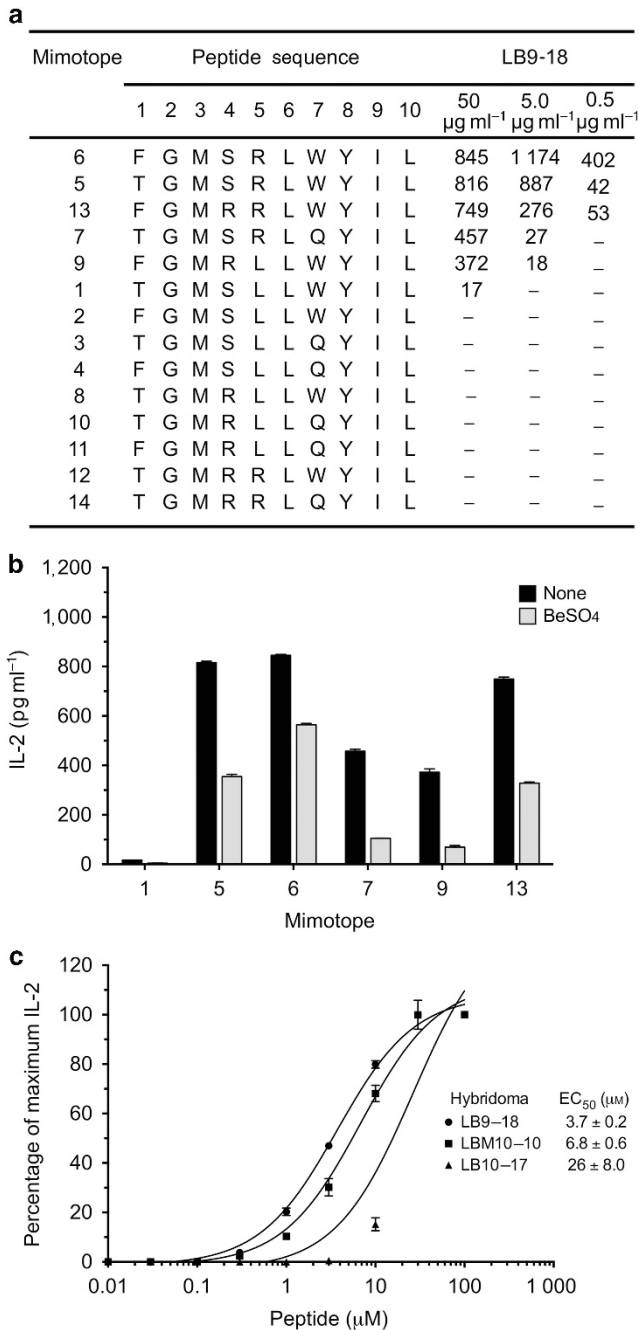 a
Mimotope Peptide sequence LB9-18
1 2 3 4 5 6 7 8 9 10 50 µg ml−1 5.0 µg ml−1 0.5 µg ml−1
6 F G M S R L W Y I L 845 1 174 402
5 T G M S R L W Y I L 816 887 42
13 F G M R R L W Y I L 749 276 53
7 T G M S R L Q Y I L 457 27 –
9 F G M R L L W Y I L 372 18 –
1 T G M S L L W Y I L 17 – –
2 F G M S L L W Y I L – – –
3 T G M S L L Q Y I L – – –
4 F G M S L L Q Y I L – – –
8 T G M R L L W Y I L – – –
10 T G M R L L Q Y I L – – –
11 F G M R L L Q Y I L – – –
12 T G M R R L W Y I L – – –
14 T G M R R L Q Y I L – – –
b
1,200
1,000
800
600
400
200
0
IL-2 (pg ml−1)
None
BeSO4
1 5 6 7 9 13
Mimotope
c
120
100
80
60
40
20
0
Percentage of maximum IL-2
Hybridoma EC50 (µM)
LB9–18 3.7 ± 0.2
LBM10–10 6.8 ± 0.6
LB10–17 26 ± 8.0
0.01 0.1 1 10 100 1 000
Peptide (µM)